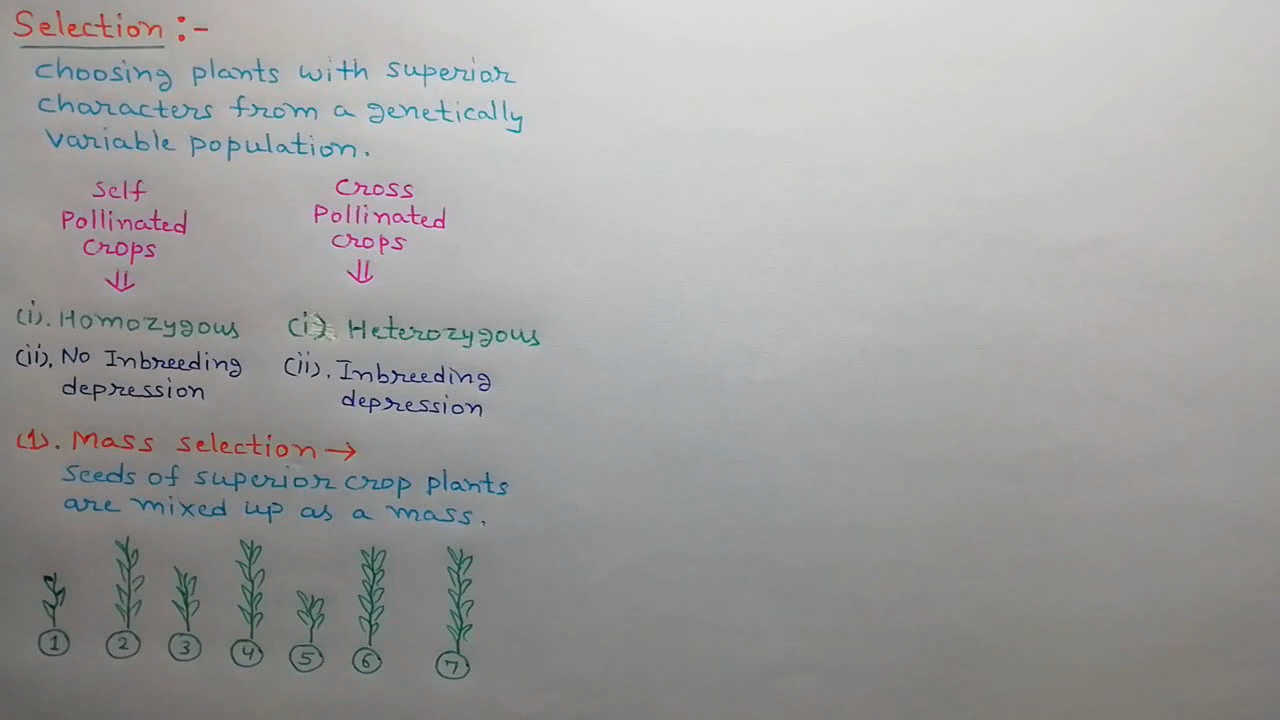 Selection :-
choosing plants with superior
characters from a genetically
variable population.
Self
Pollinated
crops
⇓
Cross
Pollinated
crops
⇓
(i). Homozygous
(ii). No Inbreeding
depression
(i). Heterozygous
(ii). Inbreeding
depression
(1). Mass selection →
Seeds of superior crop plants
are mixed up as a mass.
1 2 3 4 5 6 7